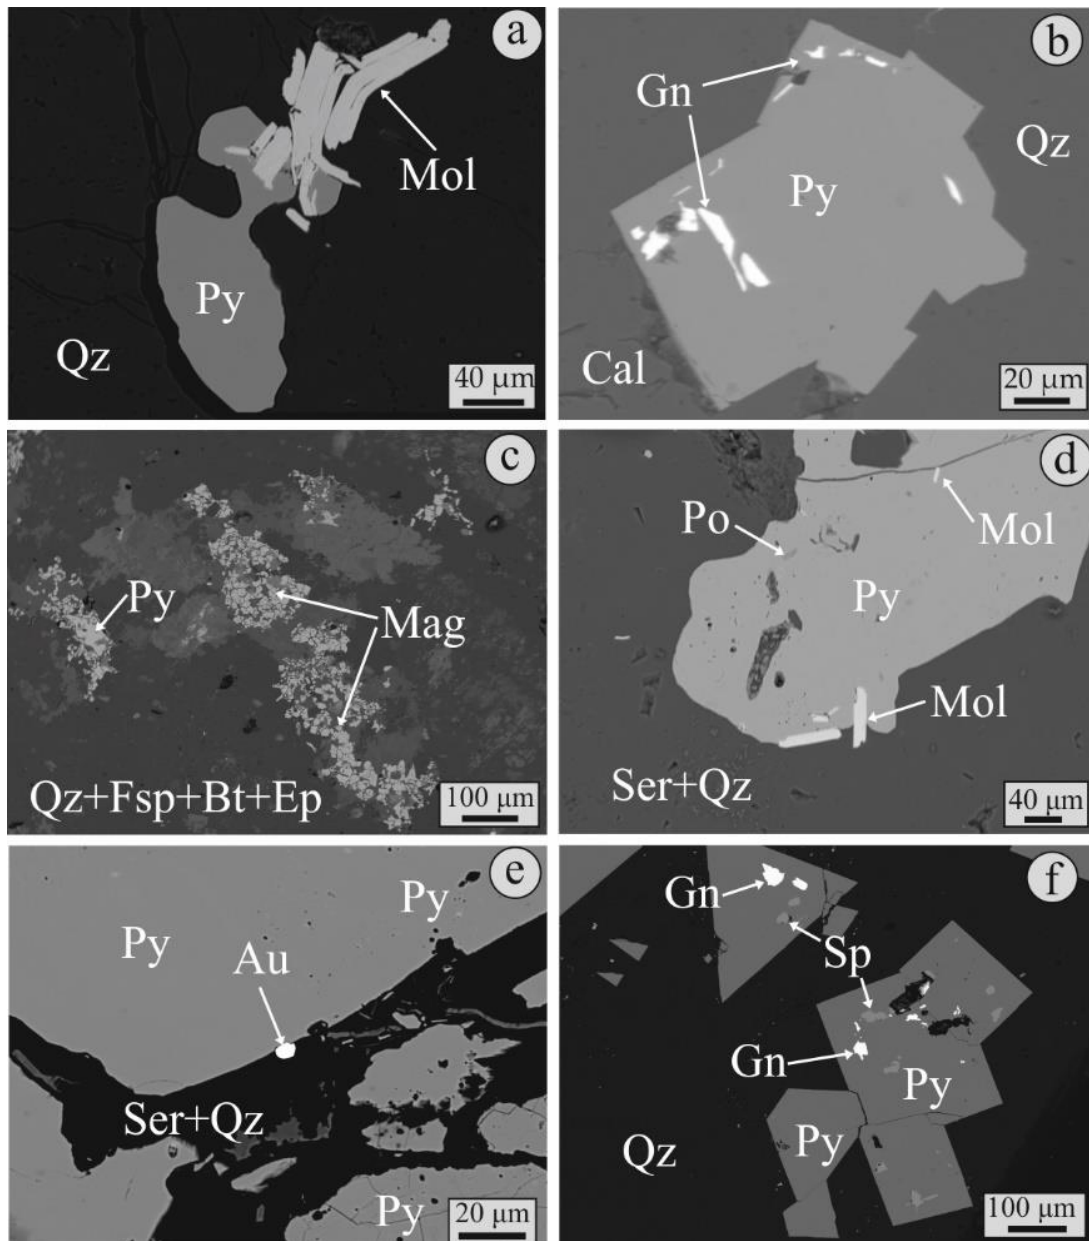 a
Mol
Py
Qz
40 μm
b
Gn
Qz
Py
Cal
20 μm
c
Py
Mag
Qz+Fsp+Bt+Ep
100 μm
d
Po
Mol
Py
Mol
Ser+Qz
40 μm
e
Py
Py
Au
Ser+Qz
Py
20 μm
f
Gn
Sp
Gn
Py
Py
Qz
100 μm